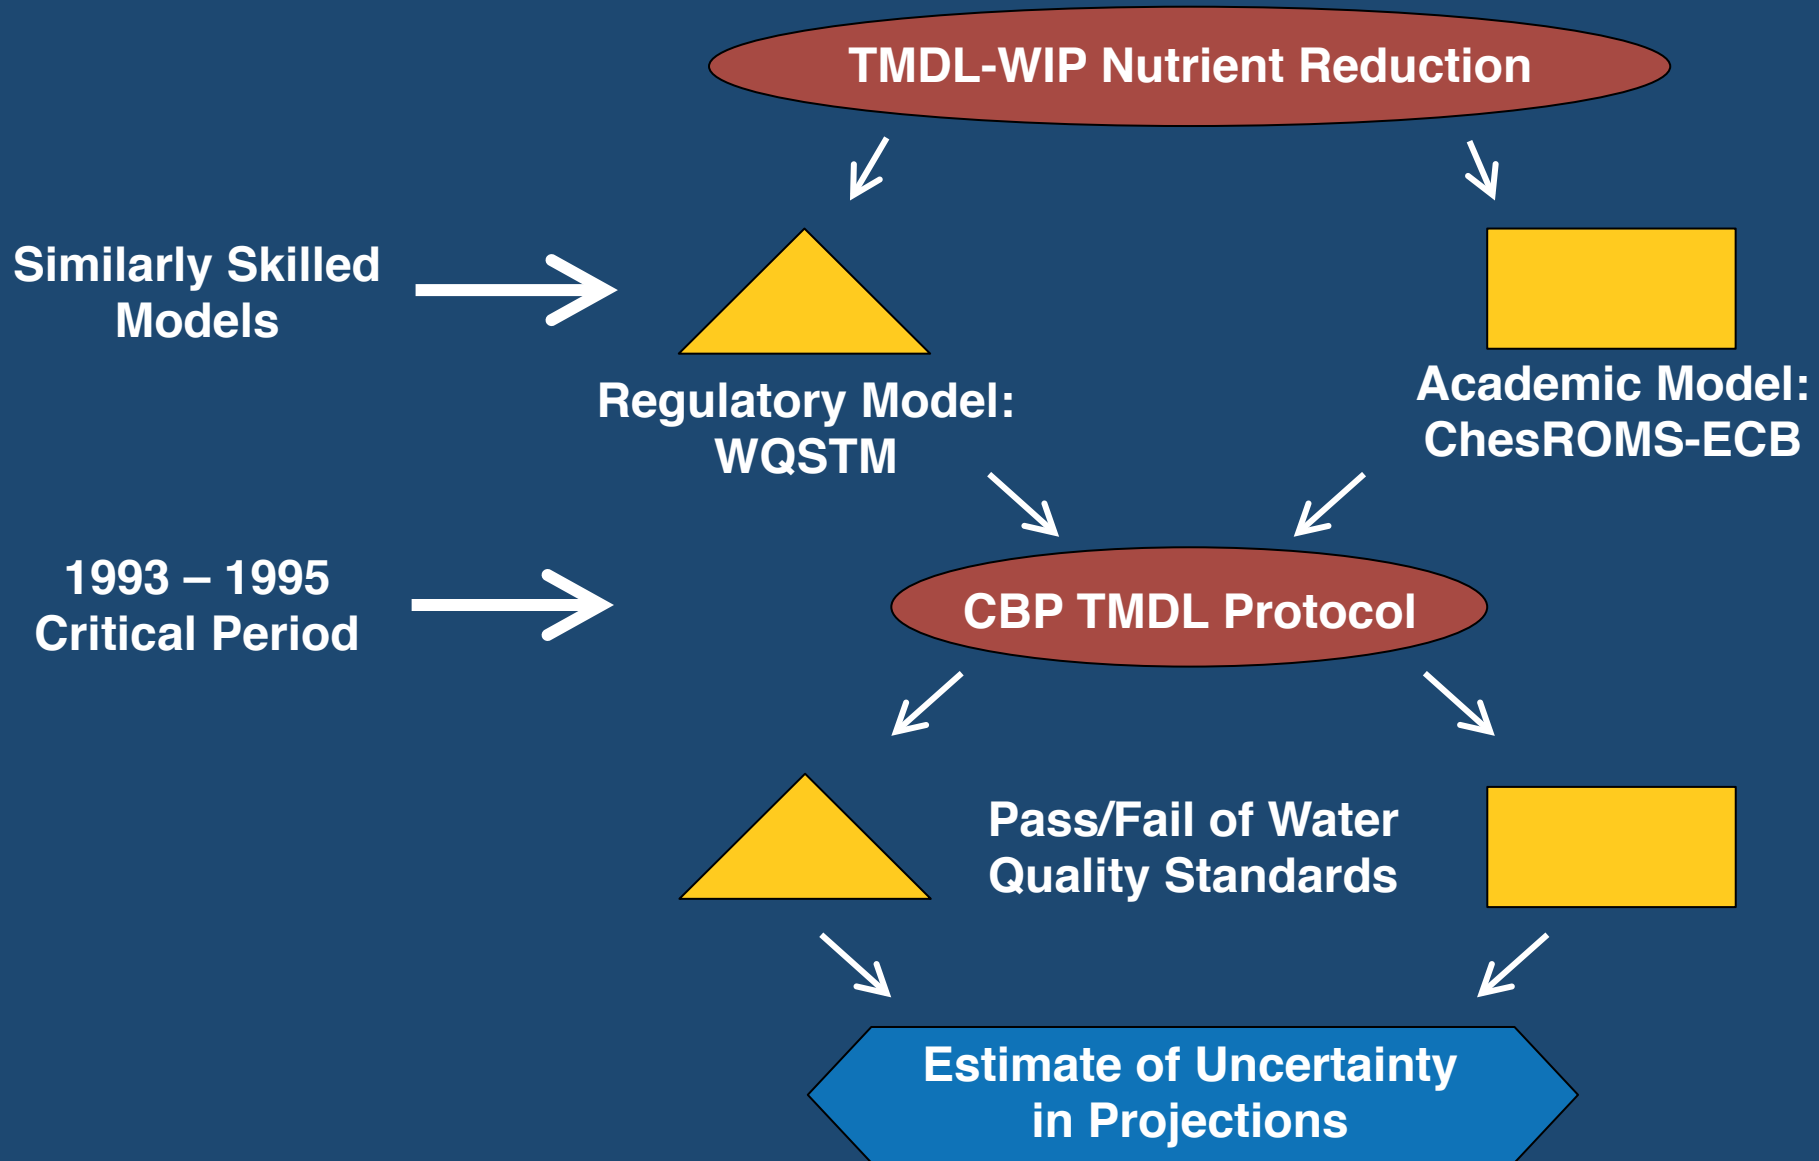 TMDL-WIP Nutrient Reduction
Similarly Skilled
Models
Regulatory Model:
WQSTM
Academic Model:
ChesROMS-ECB
1993 – 1995
Critical Period
CBP TMDL Protocol
Pass/Fail of Water
Quality Standards
Estimate of Uncertainty
in Projections